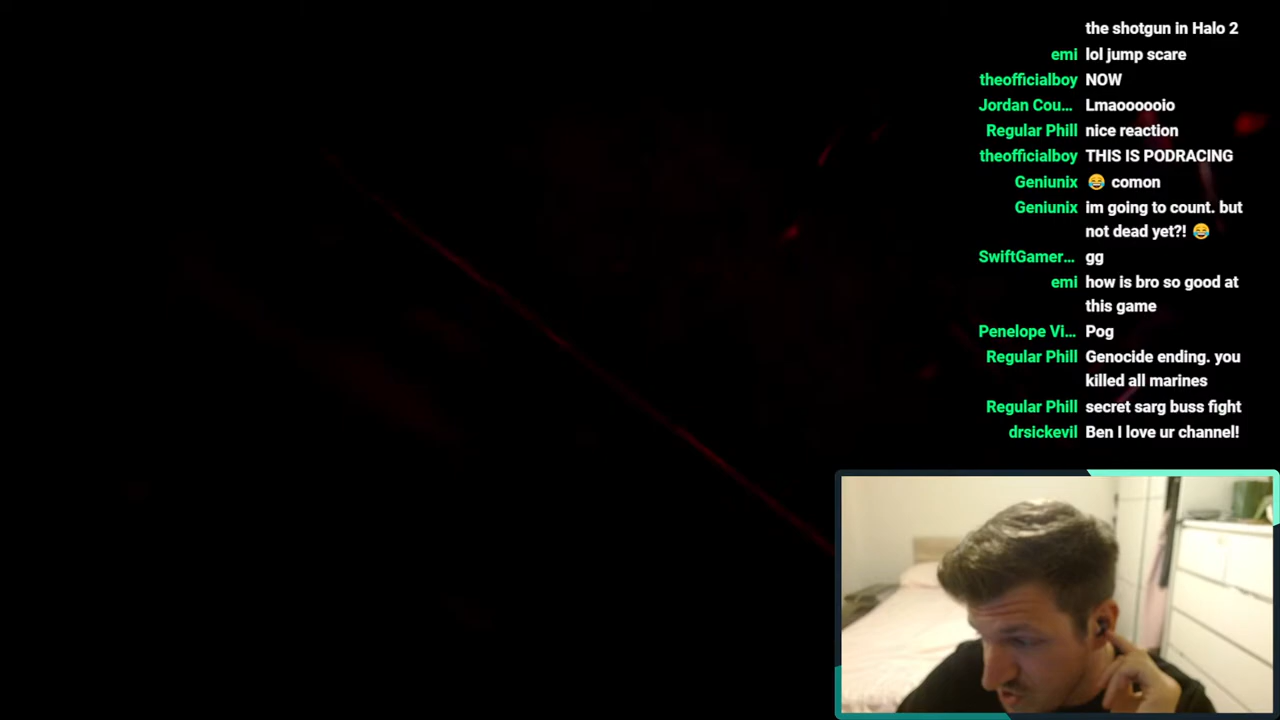 the shotgun in Halo 2
emi lol jump scare
theofficialboy NOW
Jordan Cou... Lmaoooooio
Regular Phill nice reaction
theofficialboy THIS IS PODRACING
Geniunix 😂 comon
Geniunix im going to count. but
not dead yet?! 😂
SwiftGamer... gg
emi how is bro so good at
this game
Penelope Vi... Pog
Regular Phill Genocide ending. you
killed all marines
Regular Phill secret sarg buss fight
drsickevil Ben I love ur channel!